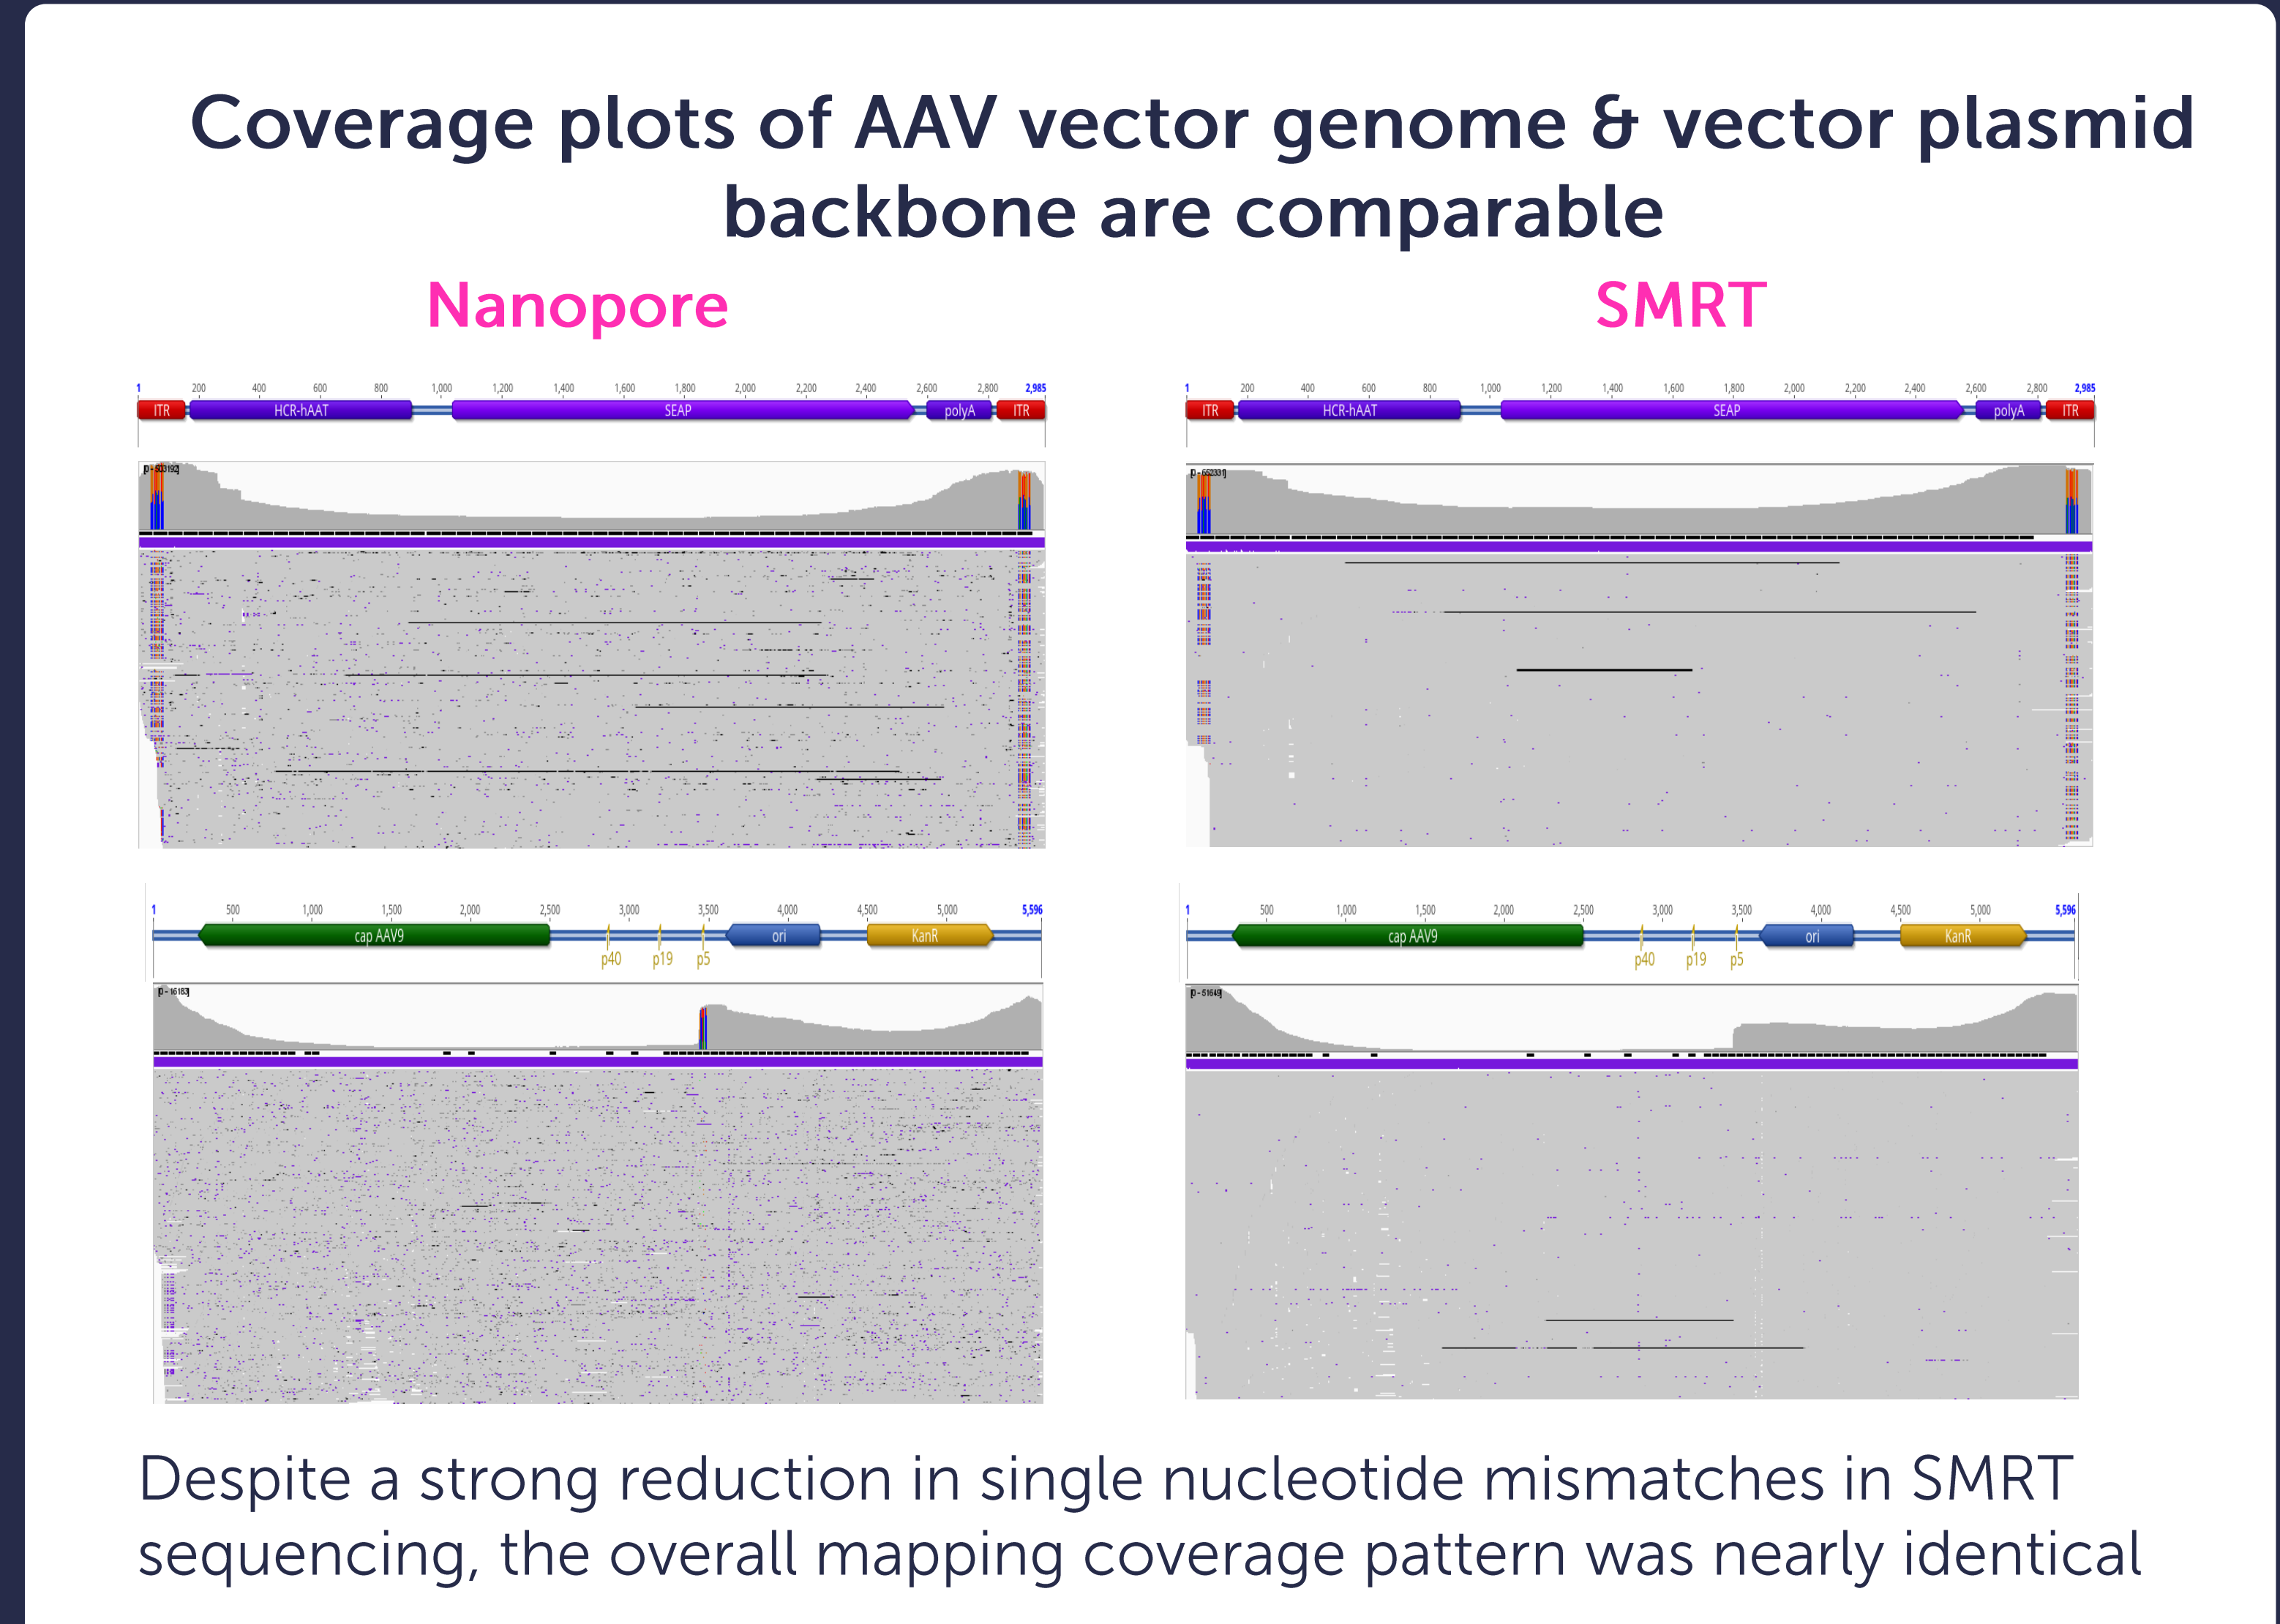 Coverage plots of AAV vector genome & vector plasmid
backbone are comparable
Nanopore
SMRT
1 200 400 600 800 1,000 1,200 1,400 1,600 1,800 2,000 2,200 2,400 2,600 2,800 2,985
ITR HCR-hAAT SEAP polyA ITR
[0 - 503192]
1 200 400 600 800 1,000 1,200 1,400 1,600 1,800 2,000 2,200 2,400 2,600 2,800 2,985
ITR HCR-hAAT SEAP polyA ITR
[0 - 662331]
1 500 1,000 1,500 2,000 2,500 3,000 3,500 4,000 4,500 5,000 5,596
cap AAV9 ori KanR
p40 p19 p5
[0 - 16183]
1 500 1,000 1,500 2,000 2,500 3,000 3,500 4,000 4,500 5,000 5,596
cap AAV9 ori KanR
p40 p19 p5
[0 - 51649]
Despite a strong reduction in single nucleotide mismatches in SMRT
sequencing, the overall mapping coverage pattern was nearly identical